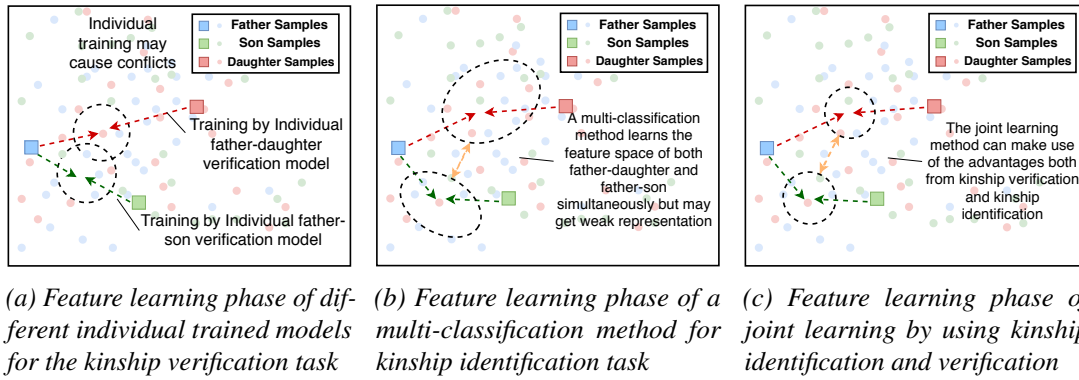 Individual
training may
cause conflicts
Father Samples
Son Samples
Daughter Samples
Training by Individual
father-daughter
verification model
Training by Individual father-
son verification model
Father Samples
Son Samples
Daughter Samples
A multi-classification
method learns the
feature space of both
father-daughter and
father-son
simultaneously but may
get weak representation
Father Samples
Son Samples
Daughter Samples
The joint learning
method can make use
of the advantages both
from kinship verification
and kinship
identification
(a) Feature learning phase of dif-
ferent individual trained models
for the kinship verification task
(b) Feature learning phase of a
multi-classification method for
kinship identification task
(c) Feature learning phase of
joint learning by using kinship
identification and verification